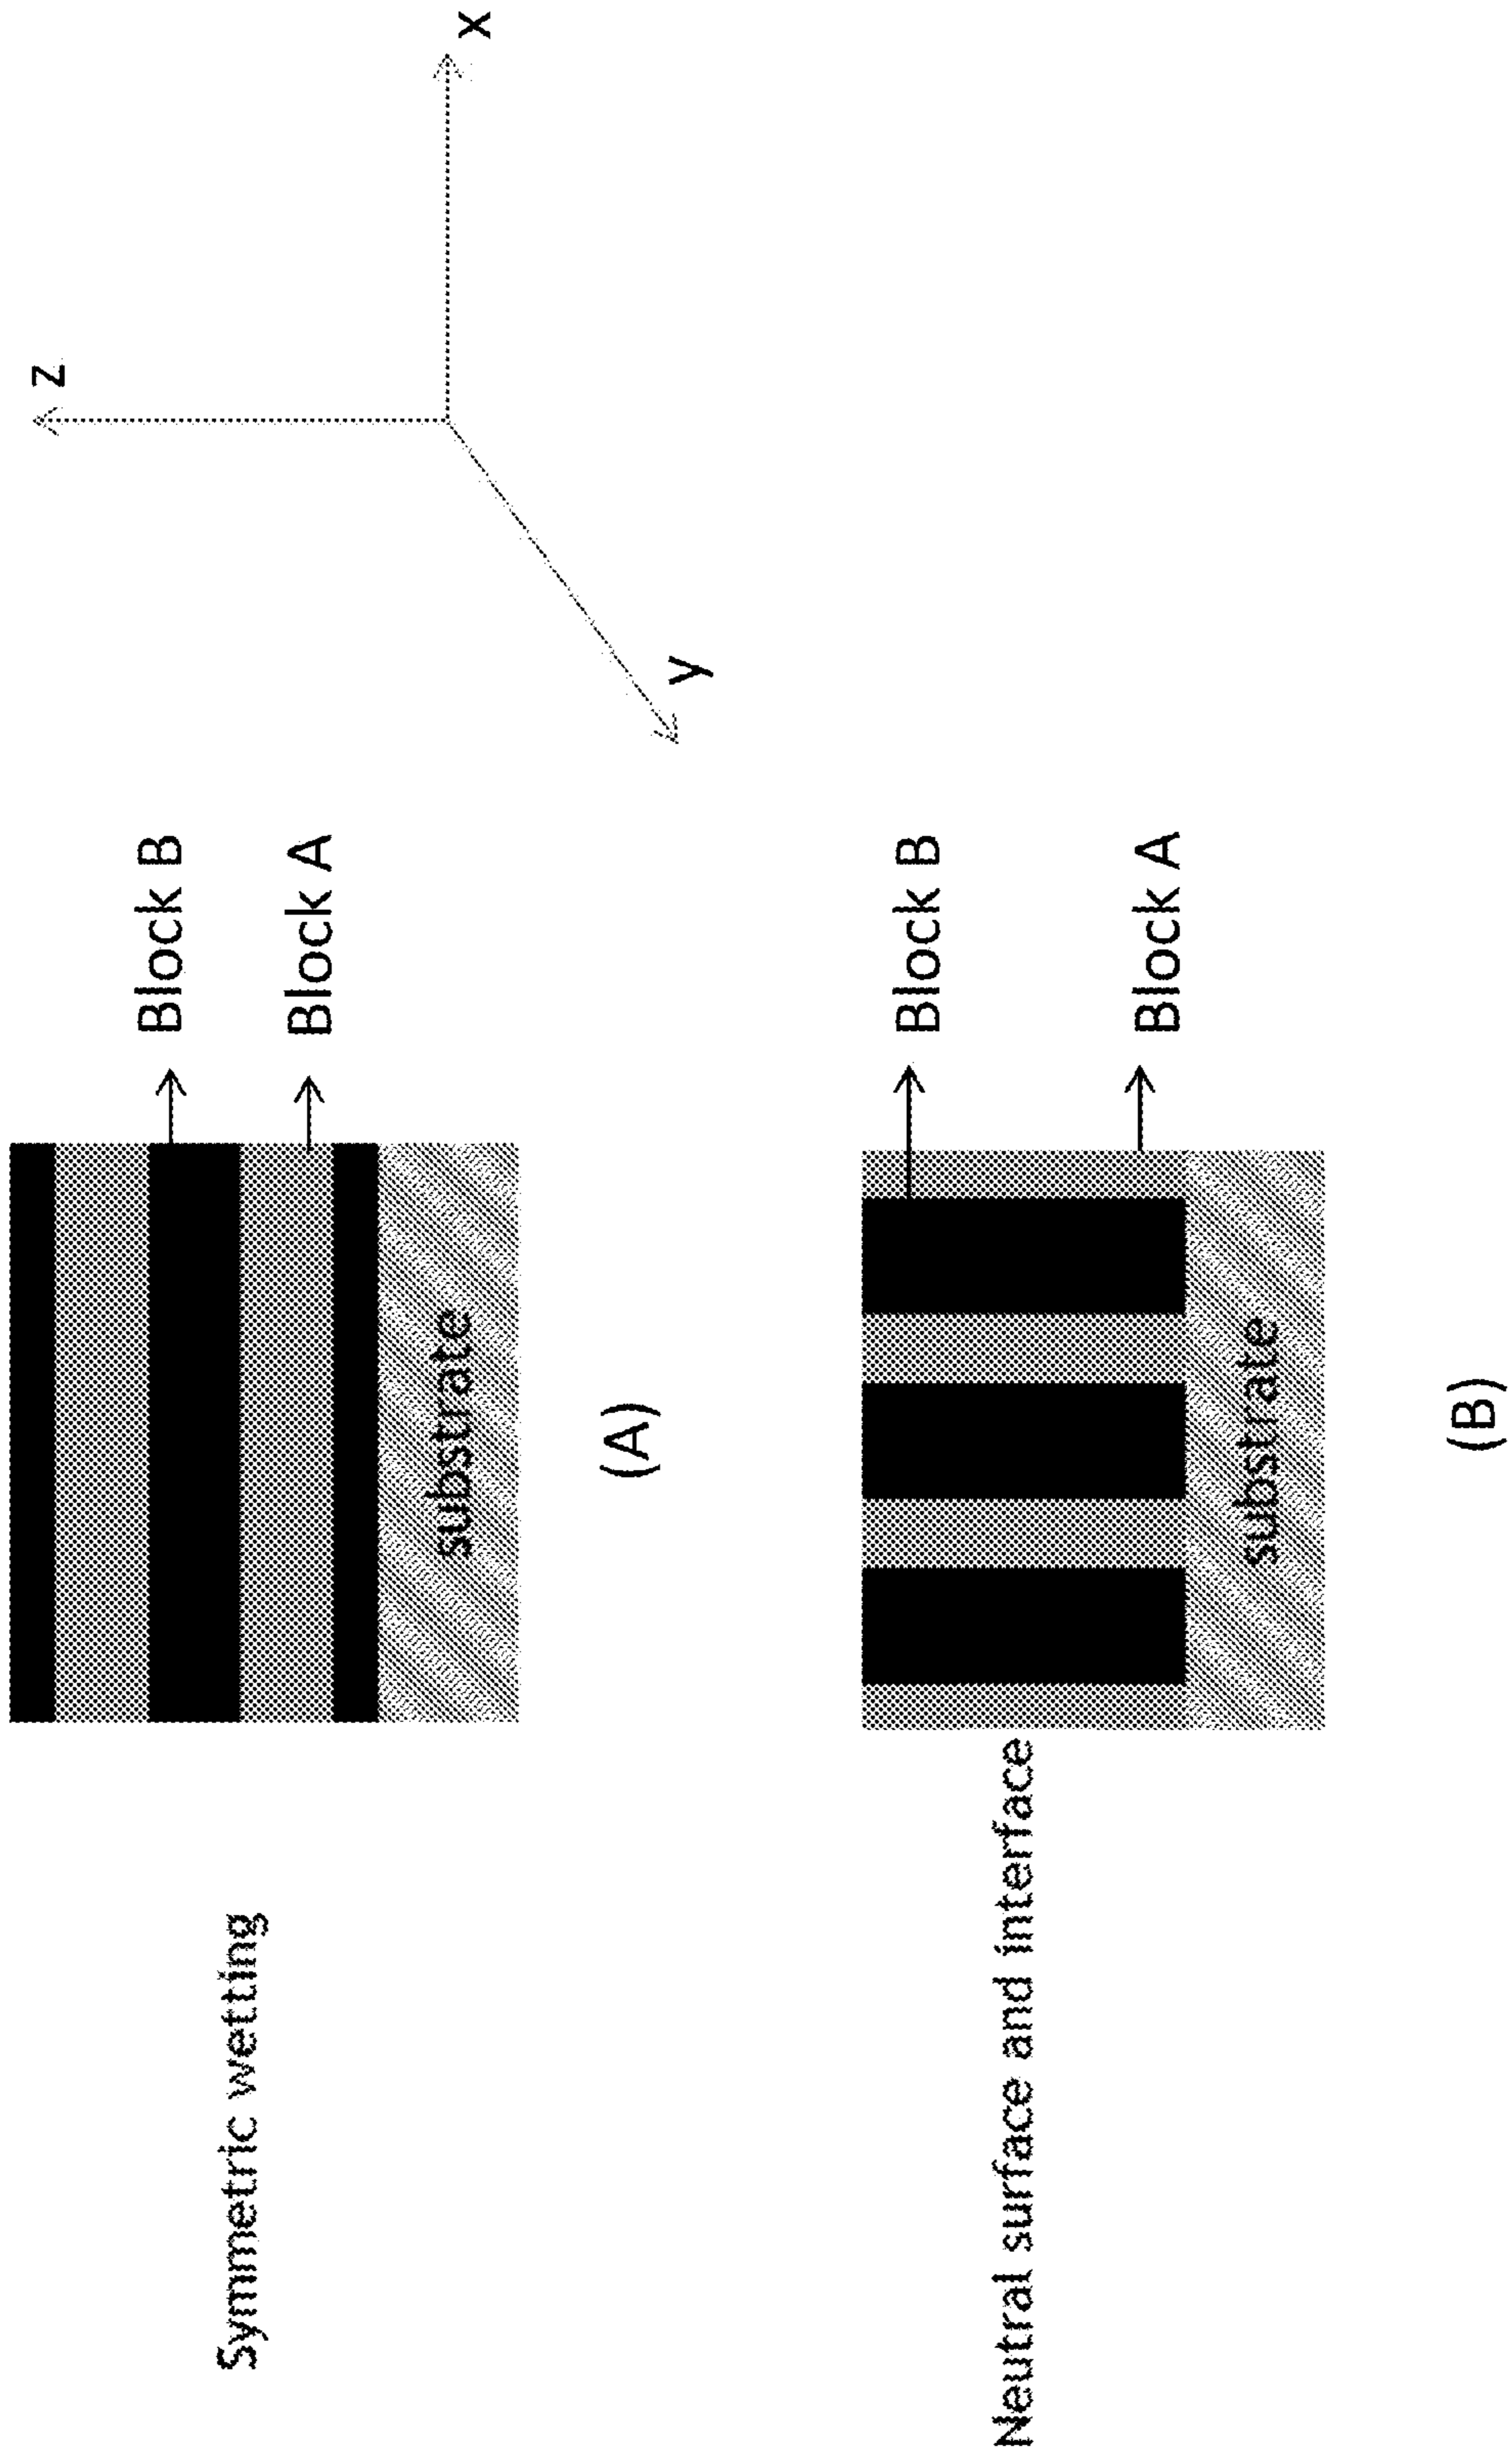 Symmetric wetting
Block B
Block A
substrate
(A)
z
x
y
Neutral surface and interface
Block B
Block A
substrate
(B)